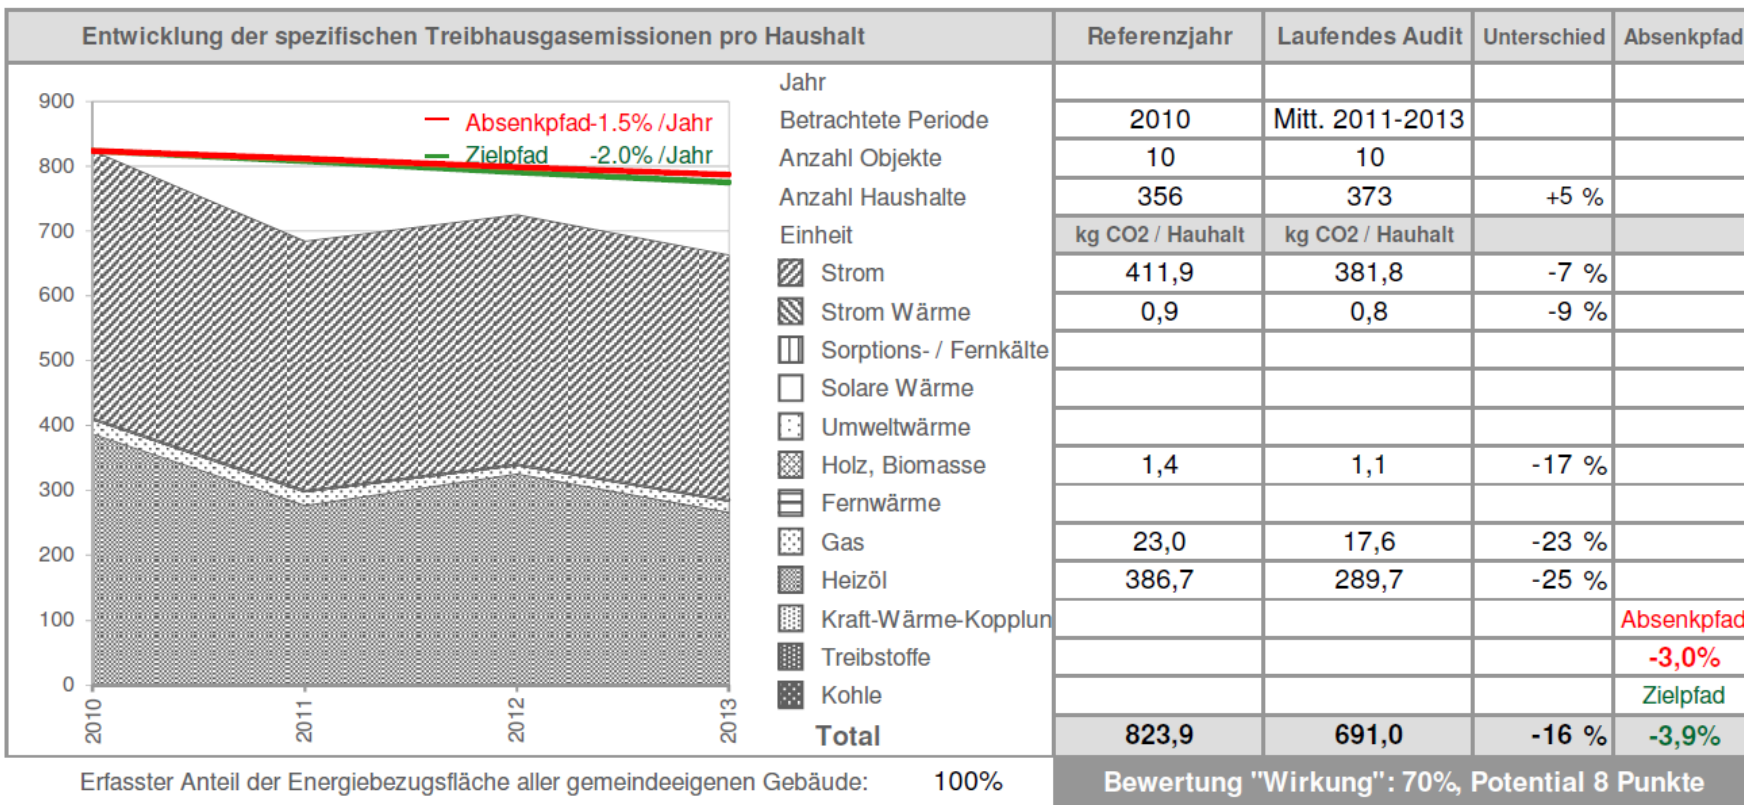 Entwicklung der spezifischen Treibhausgasemissionen pro Haushalt Referenzjahr Laufendes Audit Unterschied Absenkpfad
Jahr
Betrachtete Periode 2010 Mitt. 2011-2013
Anzahl Objekte 10 10
Anzahl Haushalte 356 373 +5 %
Einheit kg CO2 / Hauhalt kg CO2 / Hauhalt
Strom 411,9 381,8 -7 %
Strom Wärme 0,9 0,8 -9 %
Sorptions- / Fernkälte
Solare Wärme
Umweltwärme
Holz, Biomasse 1,4 1,1 -17 %
Fernwärme
Gas 23,0 17,6 -23 %
Heizöl 386,7 289,7 -25 %
Kraft-Wärme-Kopplun Absenkpfad
Treibstoffe -3,0%
Kohle Zielpfad
Total 823,9 691,0 -16 % -3,9%
900
800
700
600
500
400
300
200
100
0
Absenkpfad-1.5% /Jahr
Zielpfad -2.0% /Jahr
2010 2011 2012 2013
Erfasster Anteil der Energiebezugsfläche aller gemeindeeigenen Gebäude: 100% Bewertung "Wirkung": 70%, Potential 8 Punkte